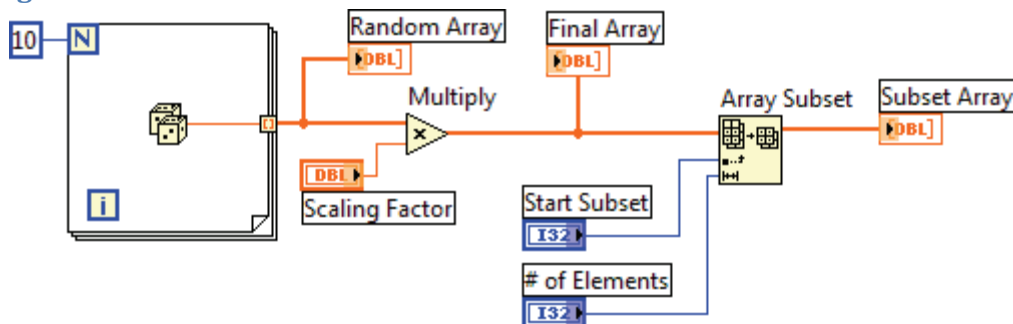 10
N
i
Random Array
DBL]
Multiply
DBL
Scaling Factor
Final Array
DBL]
Array Subset
Subset Array
DBL]
Start Subset
I32
# of Elements
I32